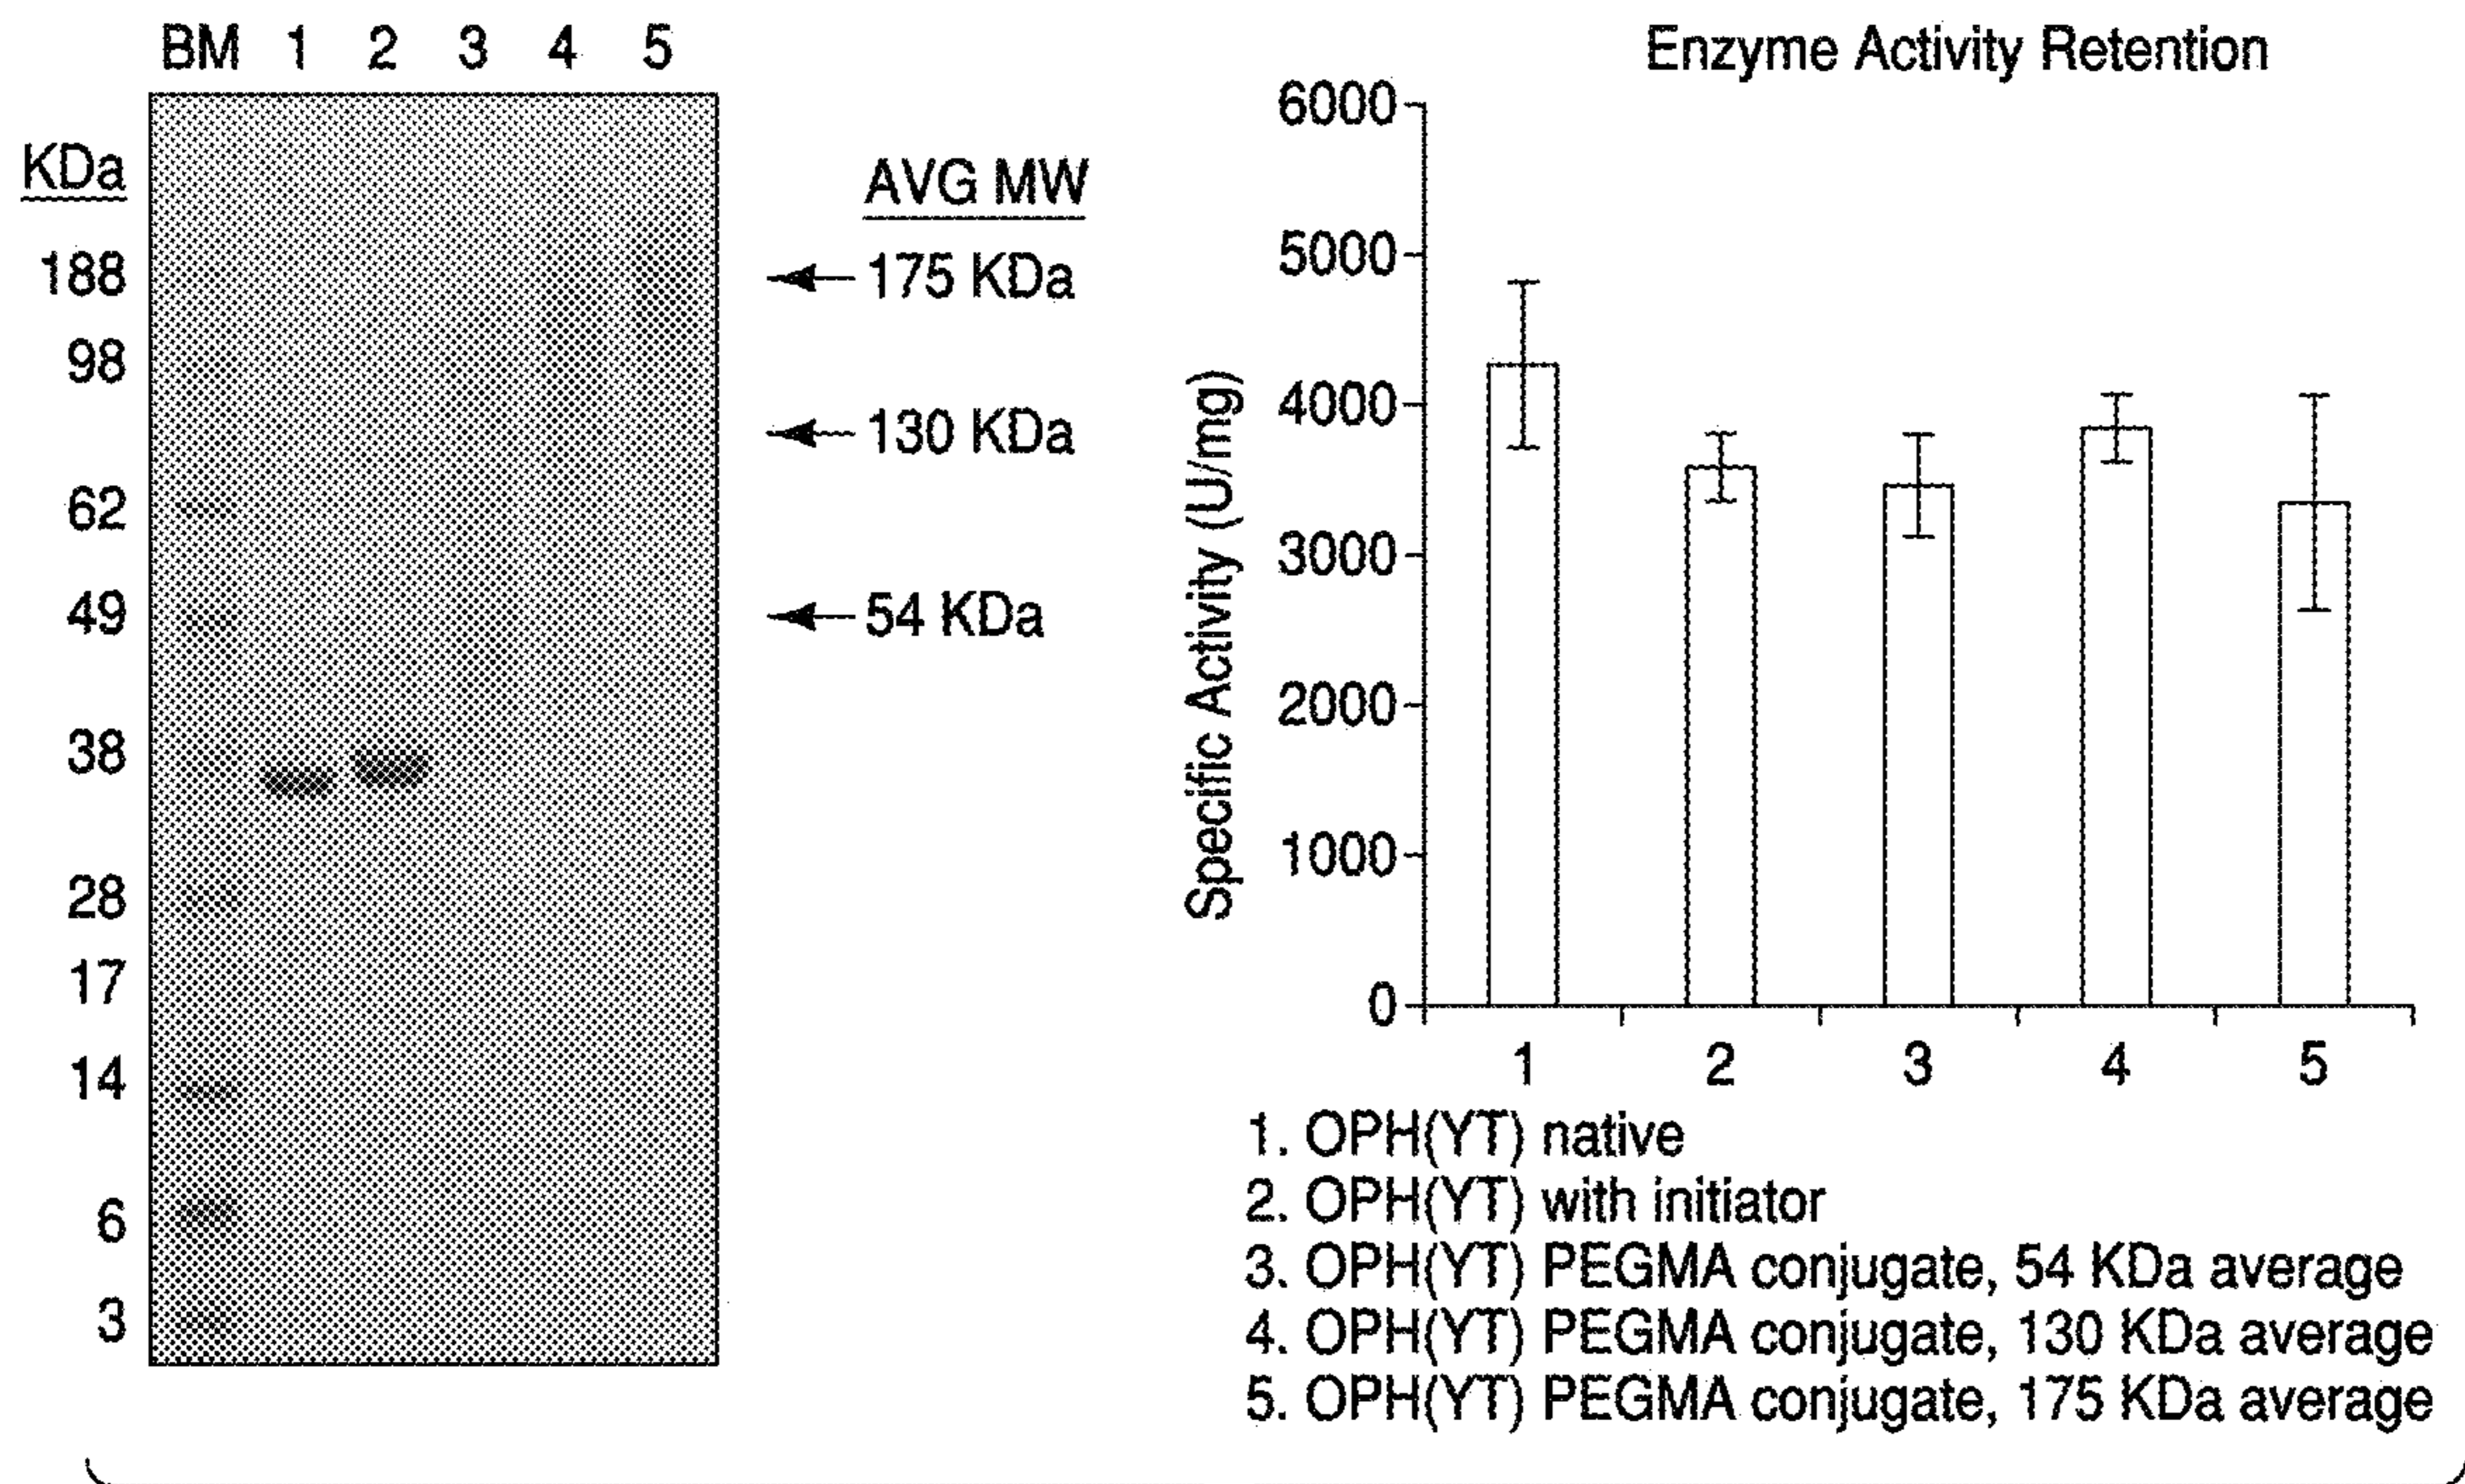 BM 1 2 3 4 5
KDa
188
98
62
49
38
28
17
14
6
3
AVG MW
175 KDa
130 KDa
54 KDa
Enzyme Activity Retention
Specific Activity (U/mg)
6000
5000
4000
3000
2000
1000
0
1 2 3 4 5
1. OPH(YT) native
2. OPH(YT) with initiator
3. OPH(YT) PEGMA conjugate, 54 KDa average
4. OPH(YT) PEGMA conjugate, 130 KDa average
5. OPH(YT) PEGMA conjugate, 175 KDa average